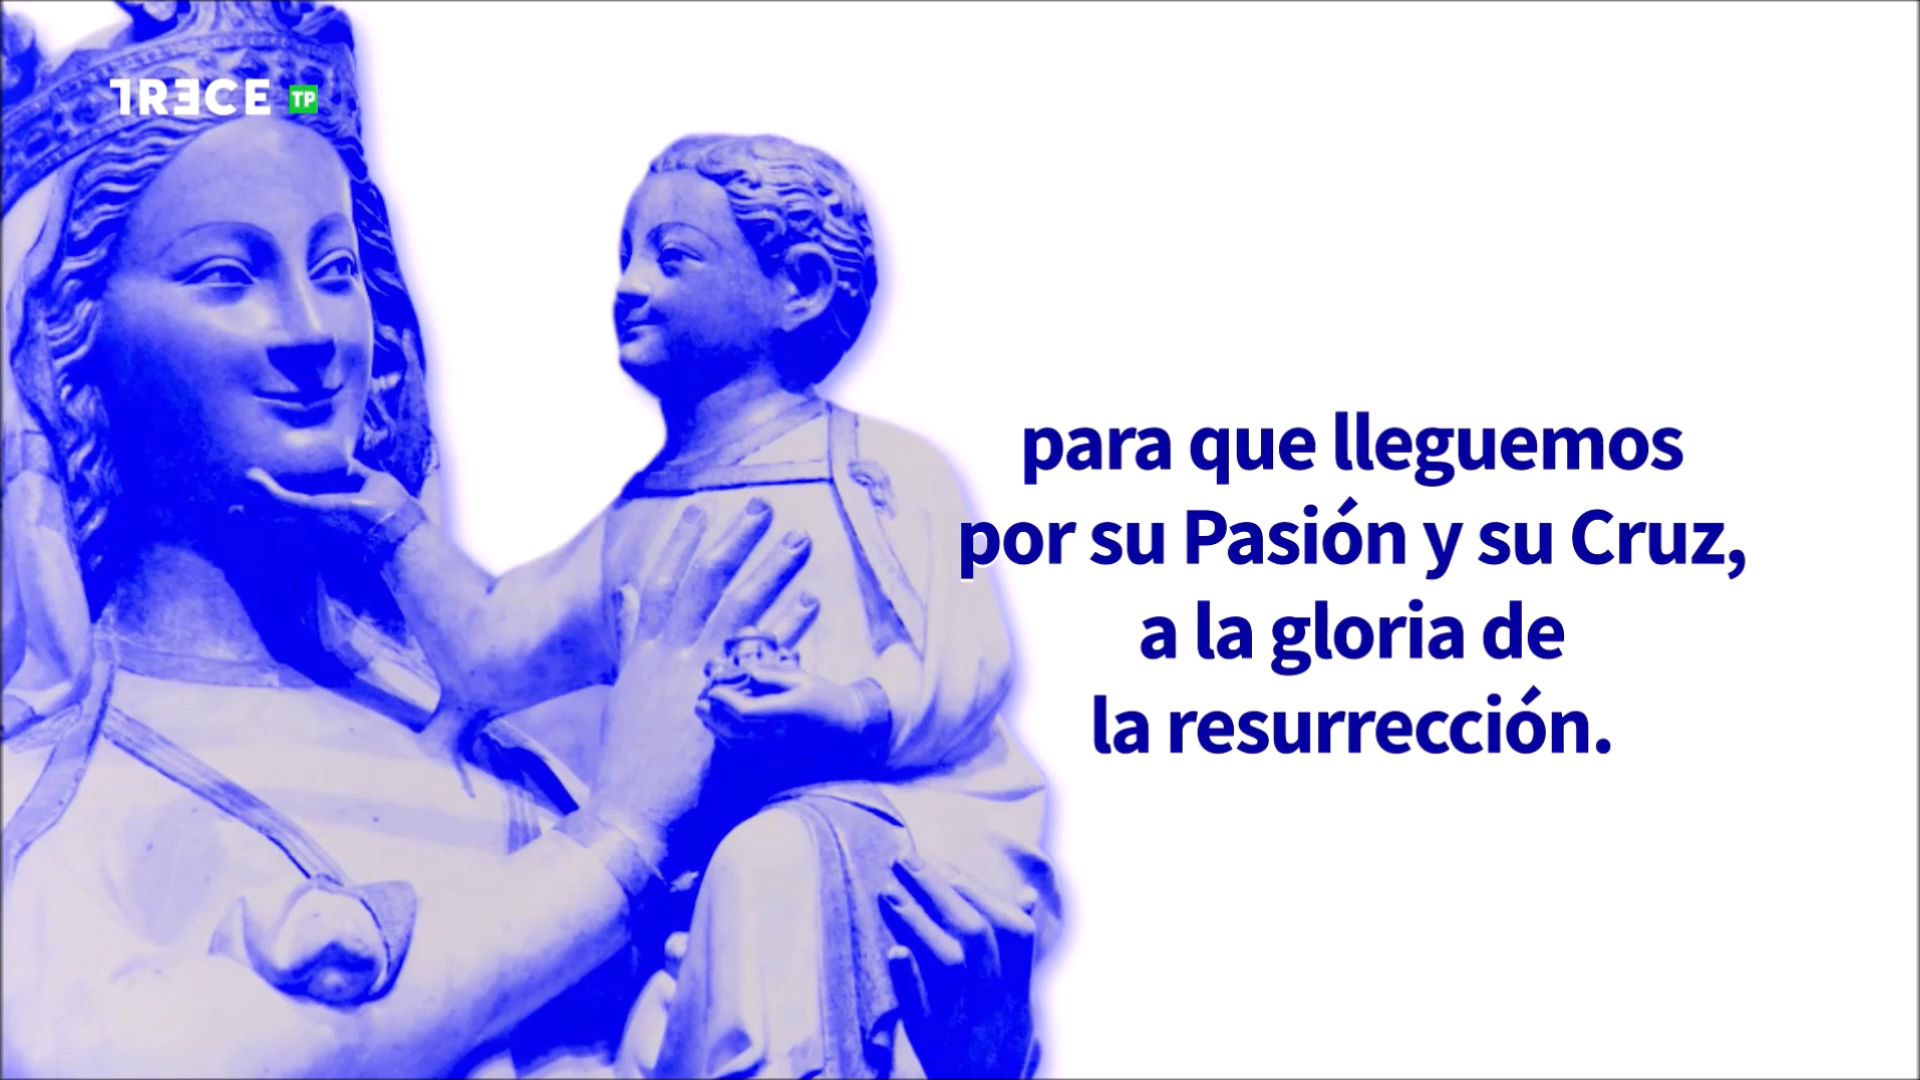 TRECE TP
para que lleguemos
por su Pasión y su Cruz,
a la gloria de
la resurrección.